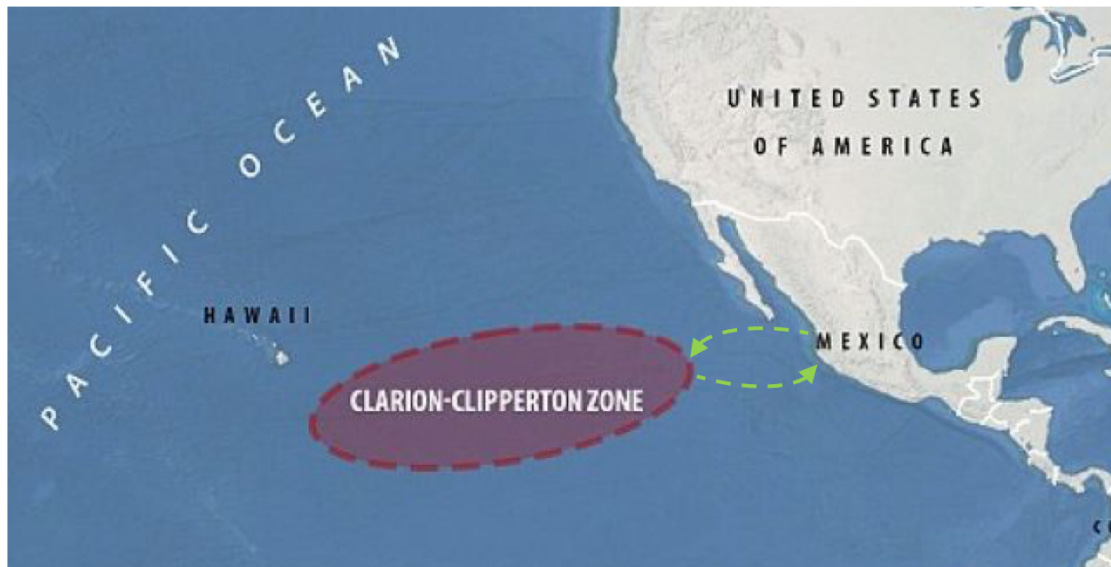 PACIFIC OCEAN
UNITED STATES
OF AMERICA
HAWAII
MEXICO
CLARION-CLIPPERTON ZONE